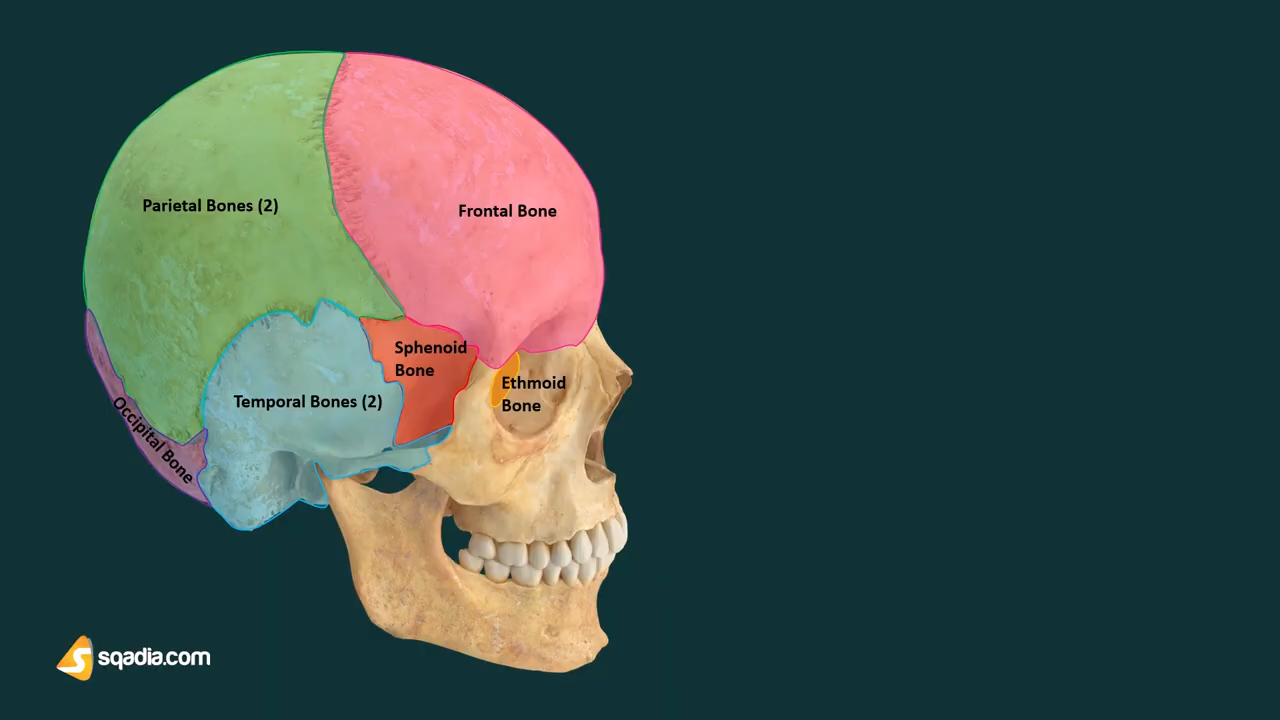 Parietal Bones (2)
Frontal Bone
Sphenoid
Bone
Ethmoid
Bone
Temporal Bones (2)
Occipital Bone
sqadia.com